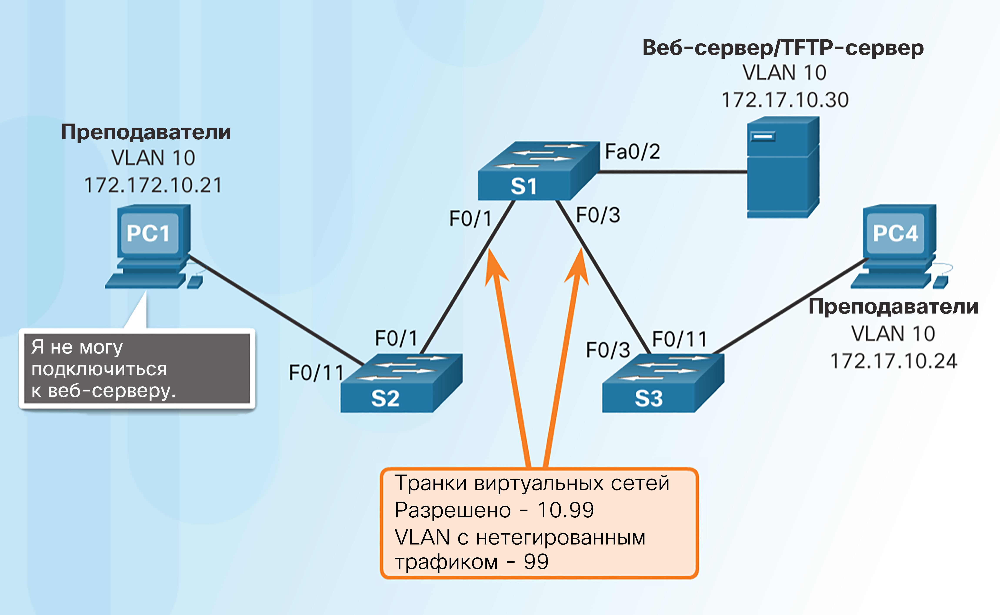 Веб-сервер/TFTP-сервер
VLAN 10
172.17.10.30
Преподаватели
VLAN 10
172.172.10.21
PC1
Я не могу
подключиться
к веб-серверу.
S1
Fa0/2
F0/1
F0/3
PC4
Преподаватели
VLAN 10
172.17.10.24
F0/1
F0/11
S2
F0/3
F0/11
S3
Транки виртуальных сетей
Разрешено - 10.99
VLAN с нетегированным
трафиком - 99